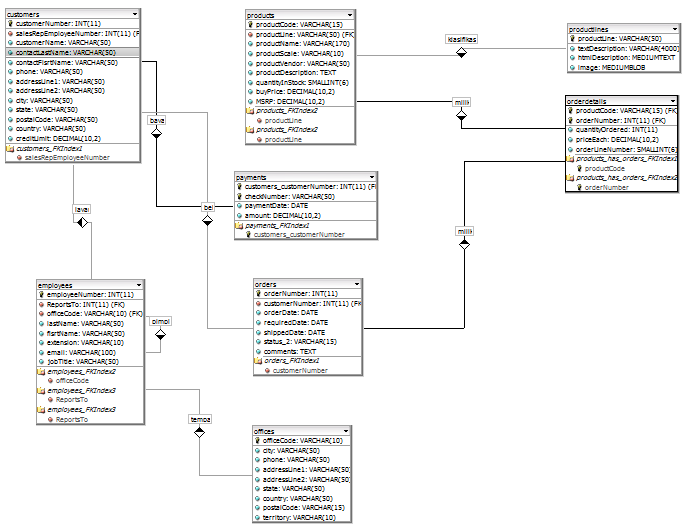 customers
customerNumber: INT(11)
salesRepEmployeeNumber: INT(11) (F
customerName: VARCHAR(50)
contactLastName: VARCHAR(50)
contactFisrtName: VARCHAR(50)
phone: VARCHAR(50)
addressLine1: VARCHAR(50)
addressLine2: VARCHAR(50)
city: VARCHAR(50)
state: VARCHAR(50)
postalCode: VARCHAR(50)
country: VARCHAR(50)
creditLimit: DECIMAL(10,2)
customers_FKIndex1
salesRepEmployeeNumber
products
productCode: VARCHAR(15)
productLine: VARCHAR(50) (FK)
productName: VARCHAR(170)
productScale: VARCHAR(10)
productVendor: VARCHAR(50)
productDescription: TEXT
quantityInStock: SMALLINT(6)
buyPrice: DECIMAL(10,2)
MSRP: DECIMAL(10,2)
products_FKIndex2
productLine
products_FKIndex2
productLine
klasifikas
productlines
productLine: VARCHAR(50)
textDescription: VARCHAR(4000)
htmlDescription: MEDIUMTEXT
image: MEDIUMBLOB
milik
orderdetails
productCode: VARCHAR(15) (FK)
orderNumber: INT(11) (FK)
quantityOrdered: INT(11)
priceEach: DECIMAL(10,2)
orderLineNumber: SMALLINT(6)
products_has_orders_FKIndex1
productCode
products_has_orders_FKIndex2
orderNumber
baya
payments
customers_customerNumber: INT(11) (F
checkNumber: VARCHAR(50)
paymentDate: DATE
amount: DECIMAL(10,2)
payments_FKIndex1
customers_customerNumber
bel
milik
layar
employees
employeeNumber: INT(11)
ReportsTo: INT(11) (FK)
officeCode: VARCHAR(10) (FK)
lastName: VARCHAR(50)
fisrtName: VARCHAR(50)
extension: VARCHAR(10)
email: VARCHAR(100)
jobTitle: VARCHAR(50)
employees_FKIndex2
officeCode
employees_FKIndex3
ReportsTo
employees_FKIndex3
ReportsTo
pimpi
orders
orderNumber: INT(11)
customerNumber: INT(11) (FK
orderDate: DATE
requiredDate: DATE
shippedDate: DATE
status_2: VARCHAR(15)
comments: TEXT
orders_FKIndex1
customerNumber
tempa
offices
officeCode: VARCHAR(10)
city: VARCHAR(50)
phone: VARCHAR(50)
addressLine1: VARCHAR(50)
addressLine2: VARCHAR(50)
state: VARCHAR(50)
country: VARCHAR(50)
postalCode: VARCHAR(15)
territory: VARCHAR(10)